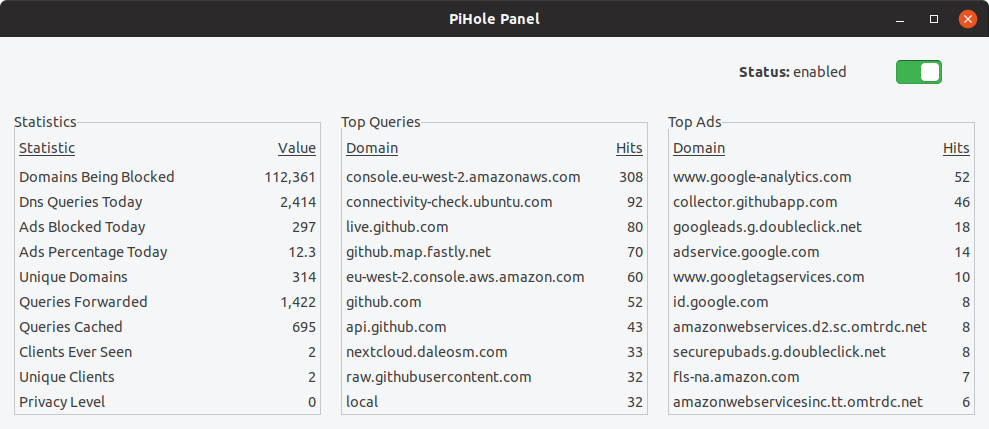 PiHole Panel
Status: enabled
Statistics
Statistic Value
Domains Being Blocked 112,361
Dns Queries Today 2,414
Ads Blocked Today 297
Ads Percentage Today 12.3
Unique Domains 314
Queries Forwarded 1,422
Queries Cached 695
Clients Ever Seen 2
Unique Clients 2
Privacy Level 0
Top Queries
Domain Hits
console.eu-west-2.amazonaws.com 308
connectivity-check.ubuntu.com 92
live.github.com 80
github.map.fastly.net 70
eu-west-2.console.aws.amazon.com 60
github.com 52
api.github.com 43
nextcloud.daleosm.com 33
raw.githubusercontent.com 32
local 32
Top Ads
Domain Hits
www.google-analytics.com 52
collector.githubapp.com 46
googleads.g.doubleclick.net 18
adservice.google.com 14
www.googletagservices.com 10
id.google.com 8
amazonwebservices.d2.sc.omtrdc.net 8
securepubads.g.doubleclick.net 8
fls-na.amazon.com 7
amazonwebservicesinc.tt.omtrdc.net 6